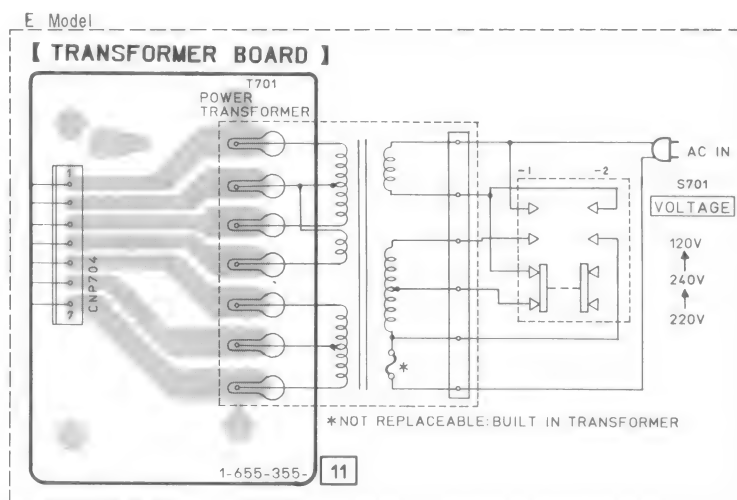 E Model
[ TRANSFORMER BOARD ]
T701
POWER
TRANSFORMER
1
CNP704
7
AC IN
-1
-2
S701
VOLTAGE
120V
240V
220V
*
*NOT REPLACEABLE:BUILT IN TRANSFORMER
1-655-355-
11